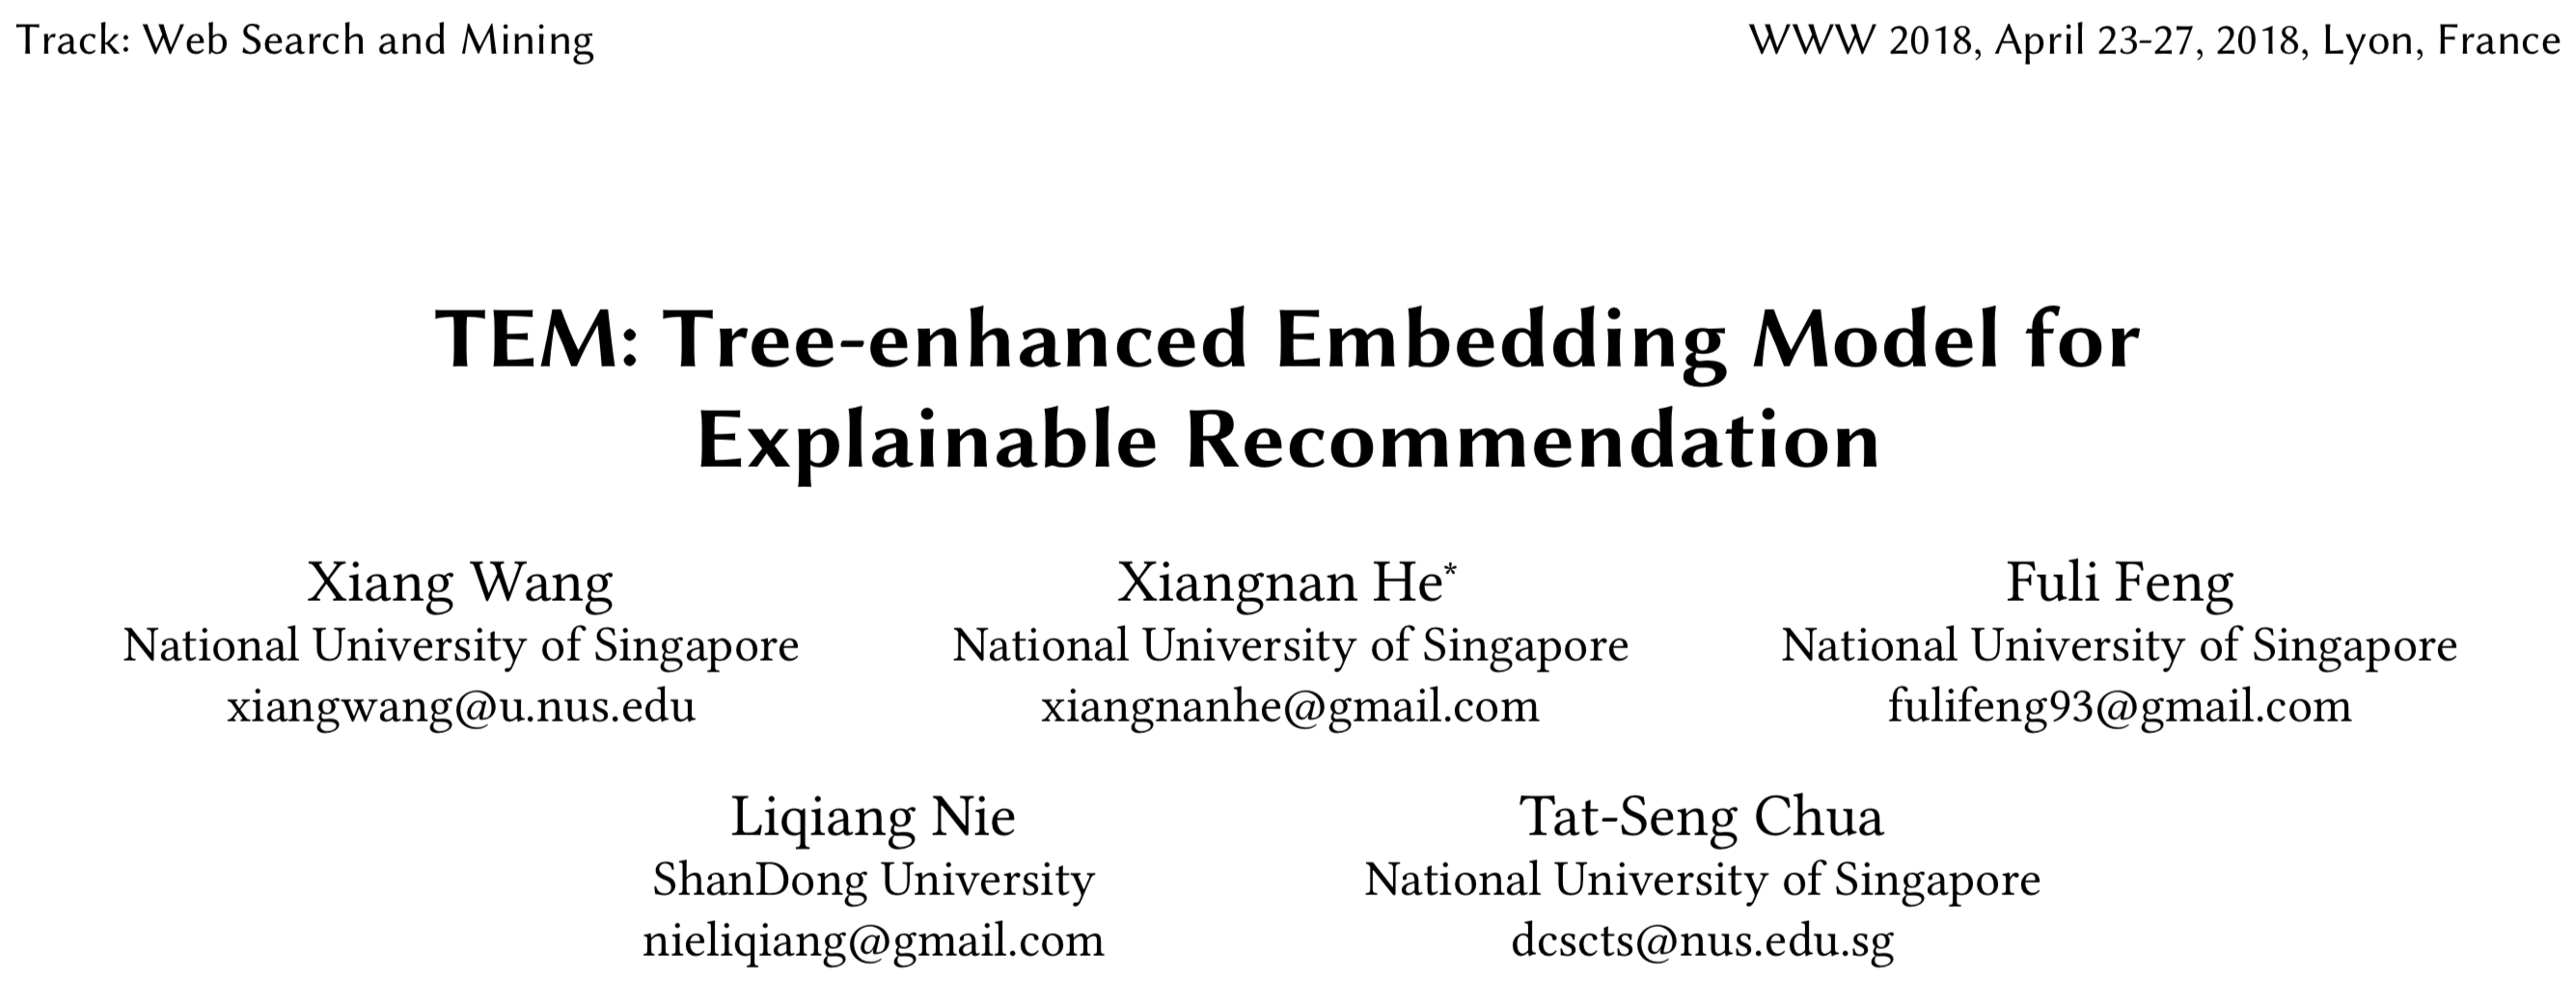 Track: Web Search and Mining
WWW 2018, April 23-27, 2018, Lyon, France
TEM: Tree-enhanced Embedding Model for
Explainable Recommendation
Xiang Wang
National University of Singapore
xiangwang@u.nus.edu
Xiangnan He*
National University of Singapore
xiangnanhe@gmail.com
Fuli Feng
National University of Singapore
fulifeng93@gmail.com
Liqiang Nie
ShanDong University
nieliqiang@gmail.com
Tat-Seng Chua
National University of Singapore
dcscts@nus.edu.sg